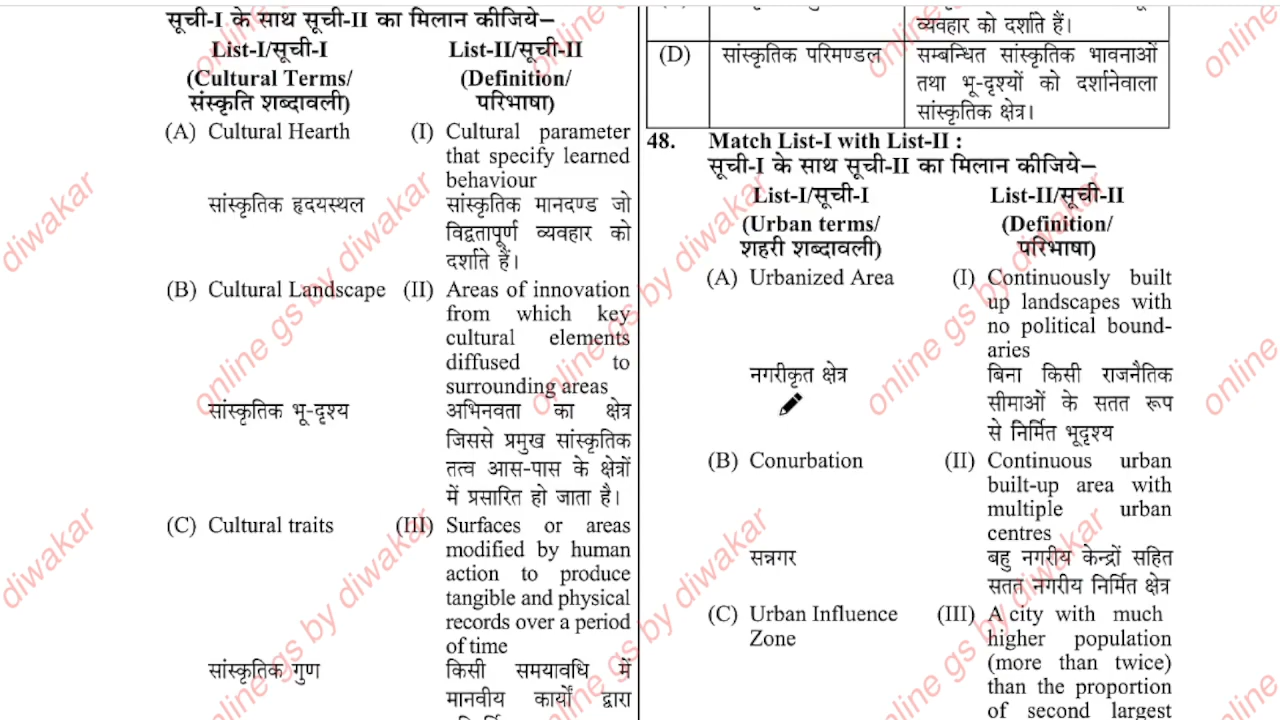 सूची-I के साथ सूची-II का मिलान कीजिये–
List-I/सूची-I List-II/सूची-II
(Cultural Terms/ (Definition/
संस्कृति शब्दावली) परिभाषा)
(A) Cultural Hearth (I) Cultural parameter
that specify learned
behaviour
सांस्कृतिक हृदयस्थल सांस्कृतिक मानदण्ड जो
विद्वतापूर्ण व्यवहार को
दर्शाते हैं।
(B) Cultural Landscape (II) Areas of innovation
from which key
cultural elements
diffused to
surrounding areas
सांस्कृतिक भू-दृश्य अभिनवता का क्षेत्र
जिससे प्रमुख सांस्कृतिक
तत्व आस-पास के क्षेत्रों
में प्रसारित हो जाता है।
(C) Cultural traits (III) Surfaces or areas
modified by human
action to produce
tangible and physical
records over a period
of time
सांस्कृतिक गुण किसी समयावधि में
मानवीय कार्यों द्वारा
व्यवहार को दर्शाते हैं।
(D) सांस्कृतिक परिमण्डल सम्बन्धित सांस्कृतिक भावनाओं
तथा भू-दृश्यों को दर्शानेवाला
सांस्कृतिक क्षेत्र।
48. Match List-I with List-II :
सूची-I के साथ सूची-II का मिलान कीजिये–
List-I/सूची-I List-II/सूची-II
(Urban terms/ (Definition/
शहरी शब्दावली) परिभाषा)
(A) Urbanized Area (I) Continuously built
up landscapes with
no political bound-
aries
नगरीकृत क्षेत्र बिना किसी राजनैतिक
सीमाओं के सतत रूप
से निर्मित भूदृश्य
(B) Conurbation (II) Continuous urban
built-up area with
multiple urban
centres
सन्नगर बहु नगरीय केन्द्रों सहित
सतत नगरीय निर्मित क्षेत्र
(C) Urban Influence (III) A city with much
Zone higher population
(more than twice)
than the proportion
of second largest
online gs by diwakar